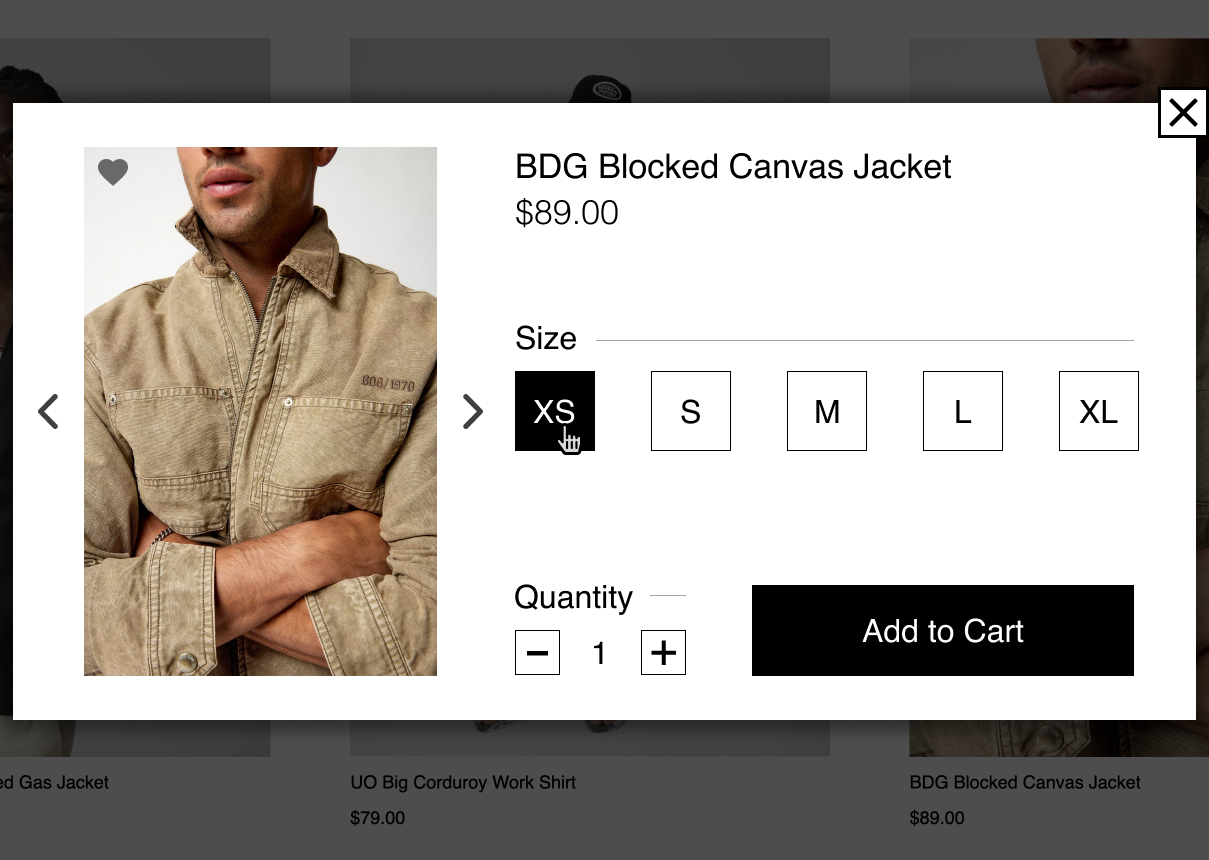 BDG Blocked Canvas Jacket
$89.00
Size
XS
S
M
L
XL
Quantity
1
Add to Cart
ed Gas Jacket
UO Big Corduroy Work Shirt
$79.00
BDG Blocked Canvas Jacket
$89.00